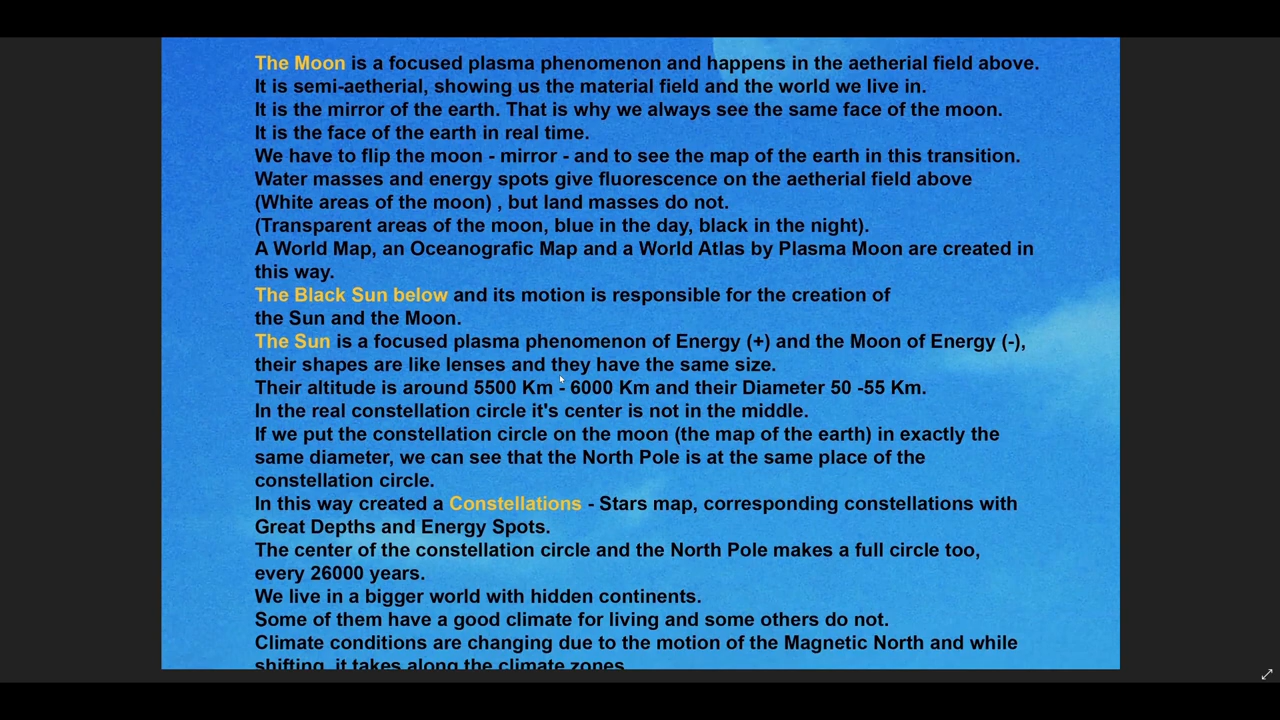 The Moon is a focused plasma phenomenon and happens in the aetherial field above.
It is semi-aetherial, showing us the material field and the world we live in.
It is the mirror of the earth. That is why we always see the same face of the moon.
It is the face of the earth in real time.
We have to flip the moon - mirror - and to see the map of the earth in this transition.
Water masses and energy spots give fluorescence on the aetherial field above
(White areas of the moon) , but land masses do not.
(Transparent areas of the moon, blue in the day, black in the night).
A World Map, an Oceanografic Map and a World Atlas by Plasma Moon are created in
this way.
The Black Sun below and its motion is responsible for the creation of
the Sun and the Moon.
The Sun is a focused plasma phenomenon of Energy (+) and the Moon of Energy (-),
their shapes are like lenses and they have the same size.
Their altitude is around 5500 Km - 6000 Km and their Diameter 50 -55 Km.
In the real constellation circle it's center is not in the middle.
If we put the constellation circle on the moon (the map of the earth) in exactly the
same diameter, we can see that the North Pole is at the same place of the
constellation circle.
In this way created a Constellations - Stars map, corresponding constellations with
Great Depths and Energy Spots.
The center of the constellation circle and the North Pole makes a full circle too,
every 26000 years.
We live in a bigger world with hidden continents.
Some of them have a good climate for living and some others do not.
Climate conditions are changing due to the motion of the Magnetic North and while
shifting, it takes along the climate zones